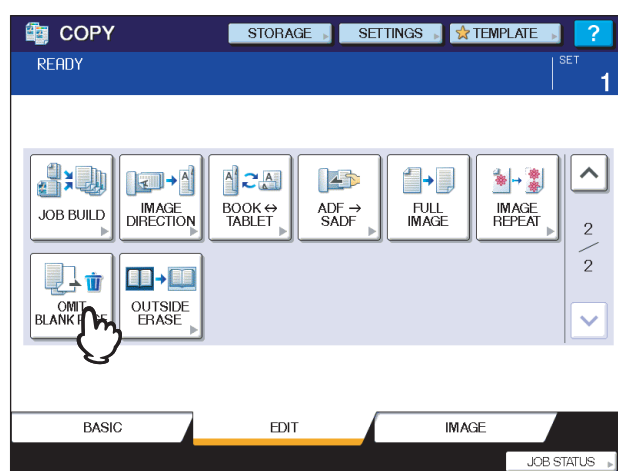 COPY
STORAGE
SETTINGS
TEMPLATE
?
READY
SET
1
JOB BUILD
IMAGE
DIRECTION
BOOK ↔
TABLET
ADF →
SADF
FULL
IMAGE
IMAGE
REPEAT
2
2
OMIT
BLANK
OUTSIDE
ERASE
BASIC
EDIT
IMAGE
JOB STATUS